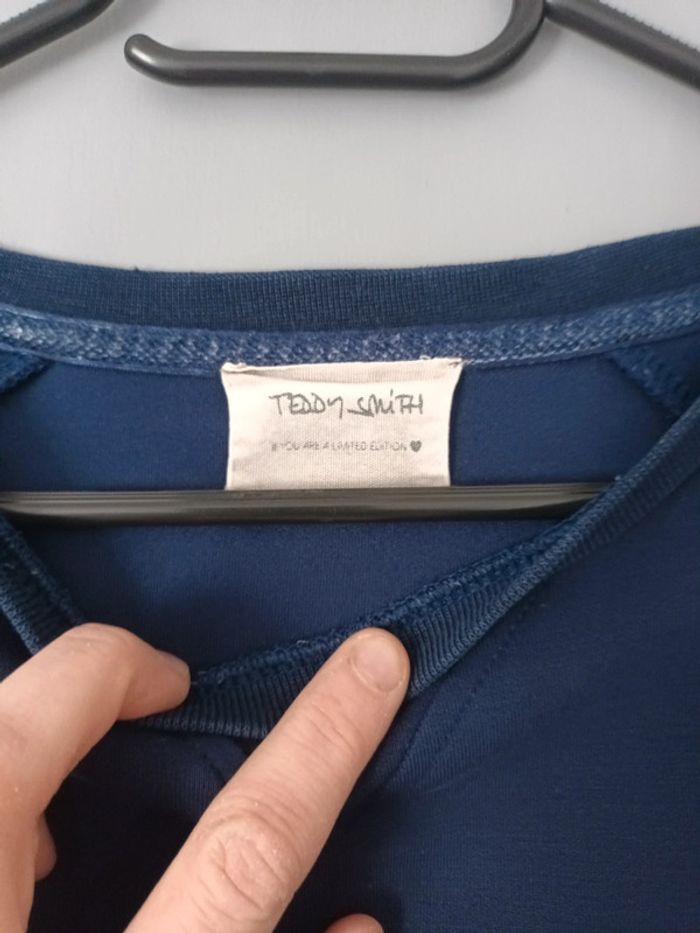 TEDDY SMITH
# YOU ARE A LIMITED EDITION ♥